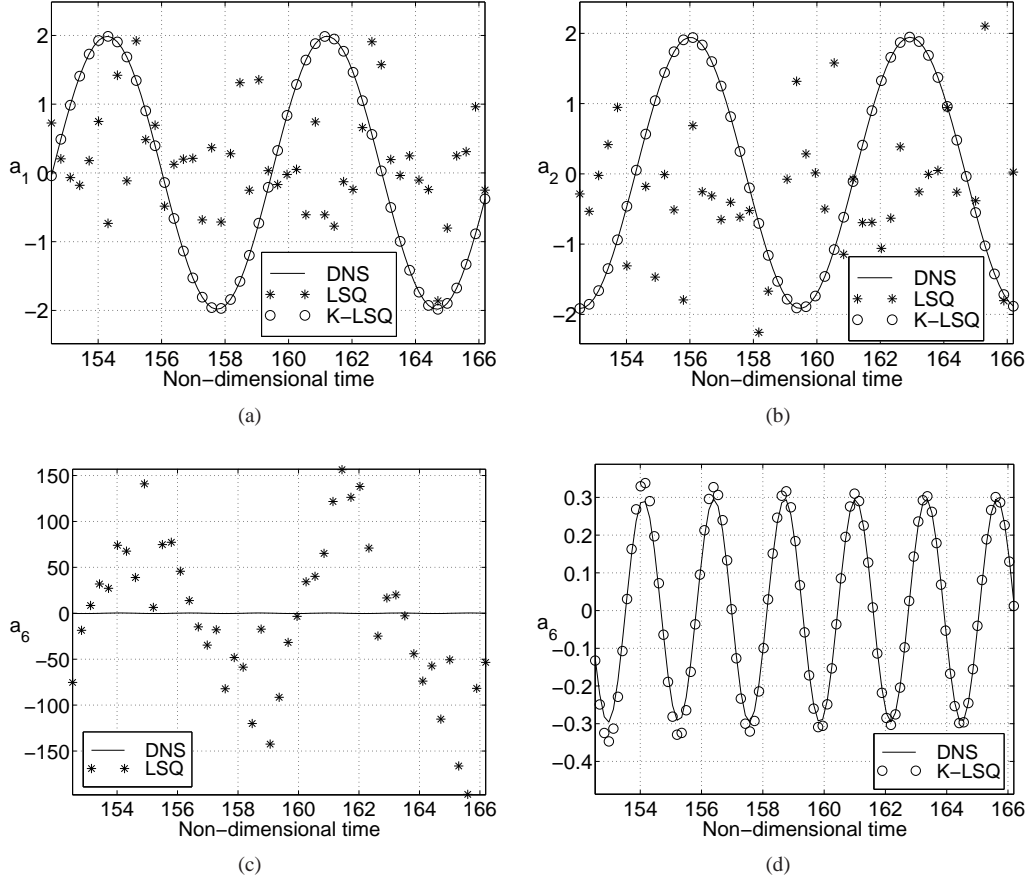 2
1
a1 0
−1
−2
DNS
LSQ
K−LSQ
154 156 158 160 162 164 166
Non−dimensional time
(a)
2
1
a2 0
−1
−2
DNS
LSQ
K−LSQ
154 156 158 160 162 164 166
Non−dimensional time
(b)
150
100
50
0
a6
−50
−100
−150
DNS
LSQ
154 156 158 160 162 164 166
Non−dimensional time
(c)
0.3
0.2
0.1
0
a6
−0.1
−0.2
−0.3
−0.4
DNS
K−LSQ
154 156 158 160 162 164 166
Non−dimensional time
(d)